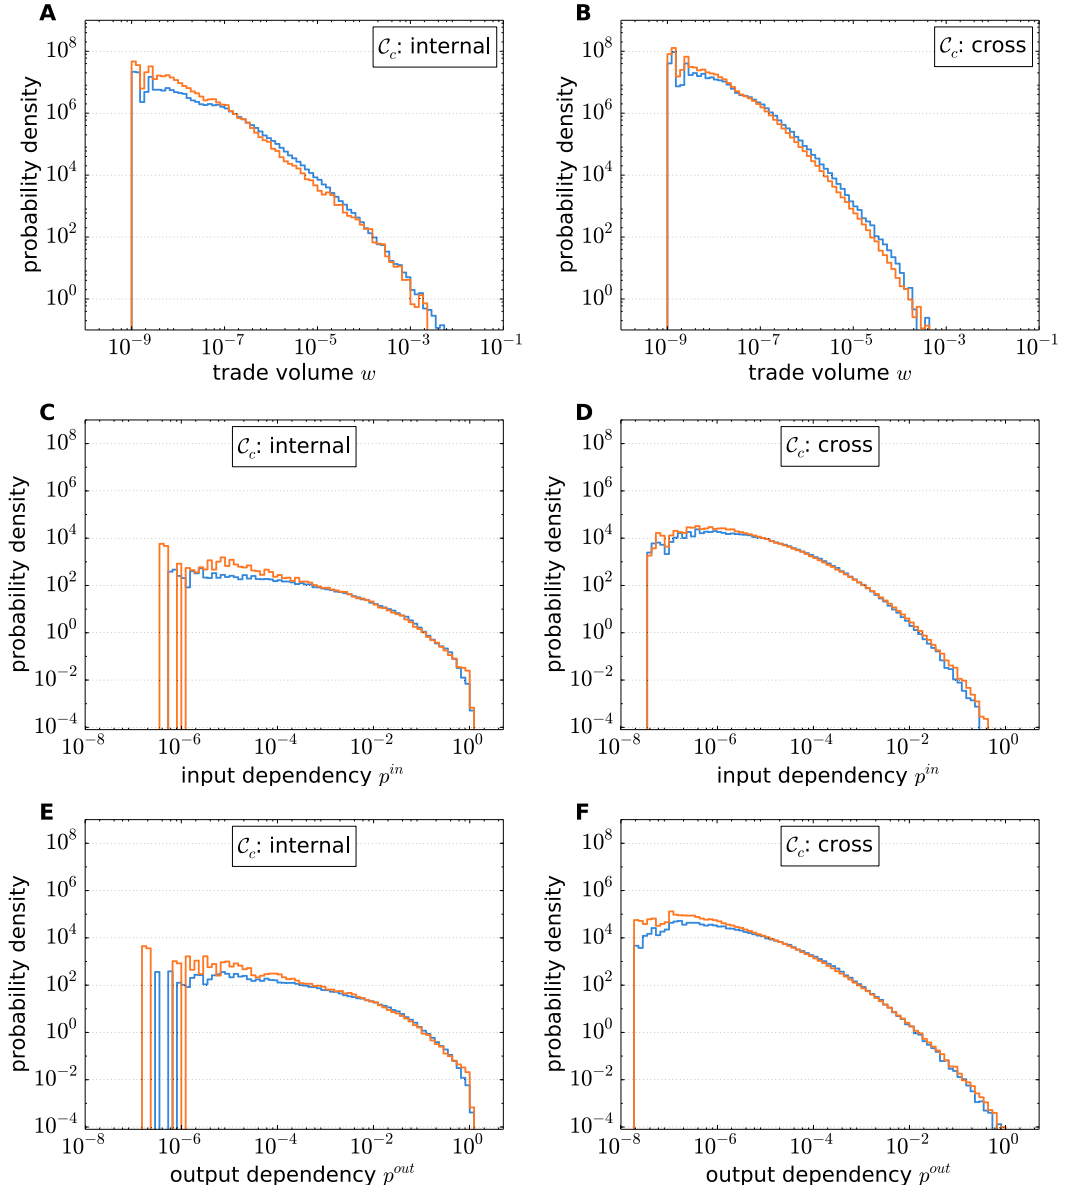 A
𝒞_c: internal
probability density
10^8
10^6
10^4
10^2
10^0
10^−9
10^−7
10^−5
10^−3
10^−1
trade volume w
B
𝒞_c: cross
probability density
10^8
10^6
10^4
10^2
10^0
10^−9
10^−7
10^−5
10^−3
10^−1
trade volume w
C
𝒞_c: internal
probability density
10^8
10^6
10^4
10^2
10^0
10^−2
10^−4
10^−8
10^−6
10^−4
10^−2
10^0
input dependency p^in
D
𝒞_c: cross
probability density
10^8
10^6
10^4
10^2
10^0
10^−2
10^−4
10^−8
10^−6
10^−4
10^−2
10^0
input dependency p^in
E
𝒞_c: internal
probability density
10^8
10^6
10^4
10^2
10^0
10^−2
10^−4
10^−8
10^−6
10^−4
10^−2
10^0
output dependency p^out
F
𝒞_c: cross
probability density
10^8
10^6
10^4
10^2
10^0
10^−2
10^−4
10^−8
10^−6
10^−4
10^−2
10^0
output dependency p^out